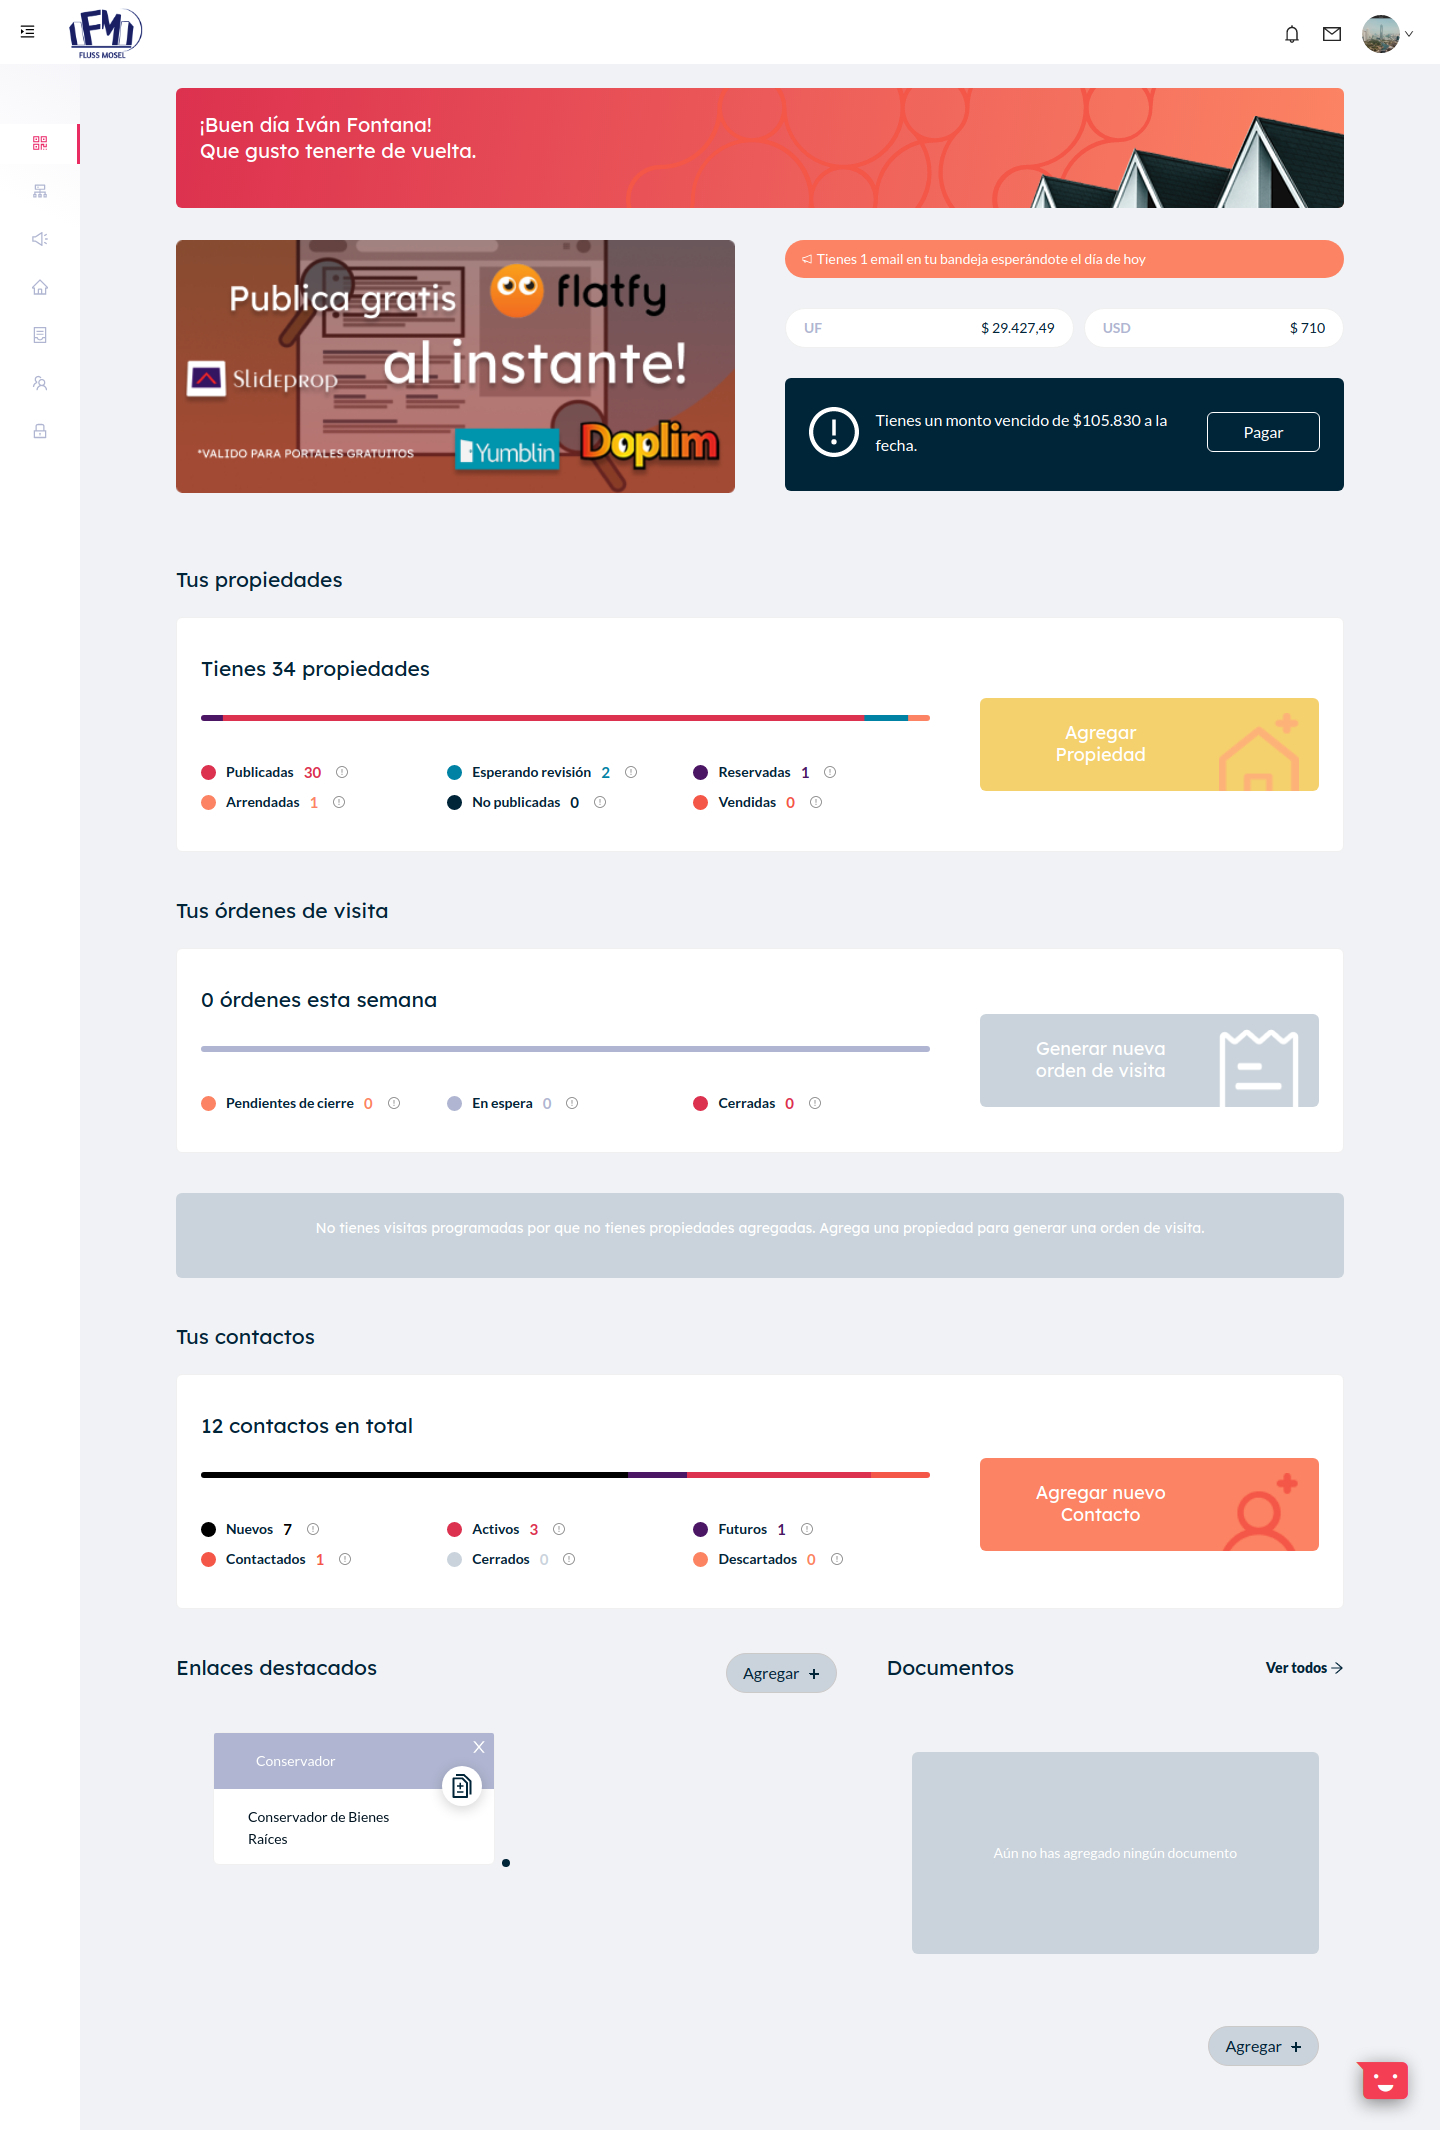 FM
FLUSS MOSEL
¡Buen día Iván Fontana!
Que gusto tenerte de vuelta.
Publica gratis
flatfy
al instante!
SLIDEPROP
*VALIDO PARA PORTALES GRATUITOS
Yumblin
Doplim
Tienes 1 email en tu bandeja esperándote el día de hoy
UF $ 29.427,49 USD $ 710
Tienes un monto vencido de $105.830 a la
fecha.
Pagar
Tus propiedades
Tienes 34 propiedades
Publicadas 30 Esperando revisión 2 Reservadas 1
Arrendadas 1 No publicadas 0 Vendidas 0
Agregar
Propiedad
Tus órdenes de visita
0 órdenes esta semana
Pendientes de cierre 0 En espera 0 Cerradas 0
Generar nueva
orden de visita
No tienes visitas programadas por que no tienes propiedades agregadas. Agrega una propiedad para generar una orden de visita.
Tus contactos
12 contactos en total
Nuevos 7 Activos 3 Futuros 1
Contactados 1 Cerrados 0 Descartados 0
Agregar nuevo
Contacto
Enlaces destacados
Agregar +
Conservador
Conservador de Bienes
Raíces
Documentos
Ver todos
Aún no has agregado ningún documento
Agregar +